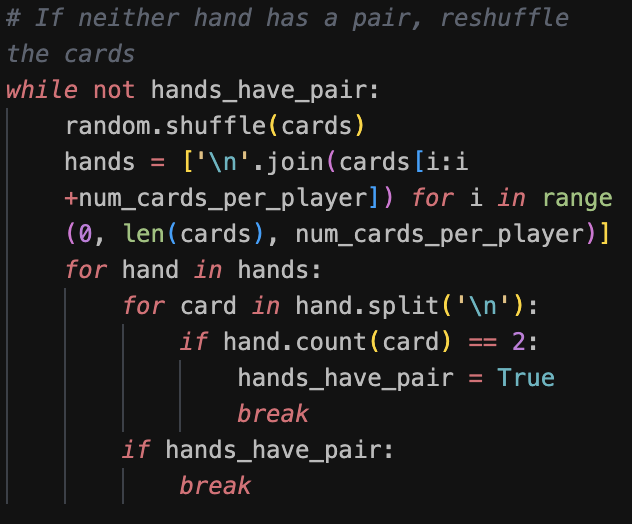 # If neither hand has a pair, reshuffle
the cards
while not hands_have_pair:
    random.shuffle(cards)
    hands = ['\n'.join(cards[i:i
    +num_cards_per_player]) for i in range
    (0, len(cards), num_cards_per_player)]
    for hand in hands:
        for card in hand.split('\n'):
            if hand.count(card) == 2:
                hands_have_pair = True
                break
        if hands_have_pair:
            break